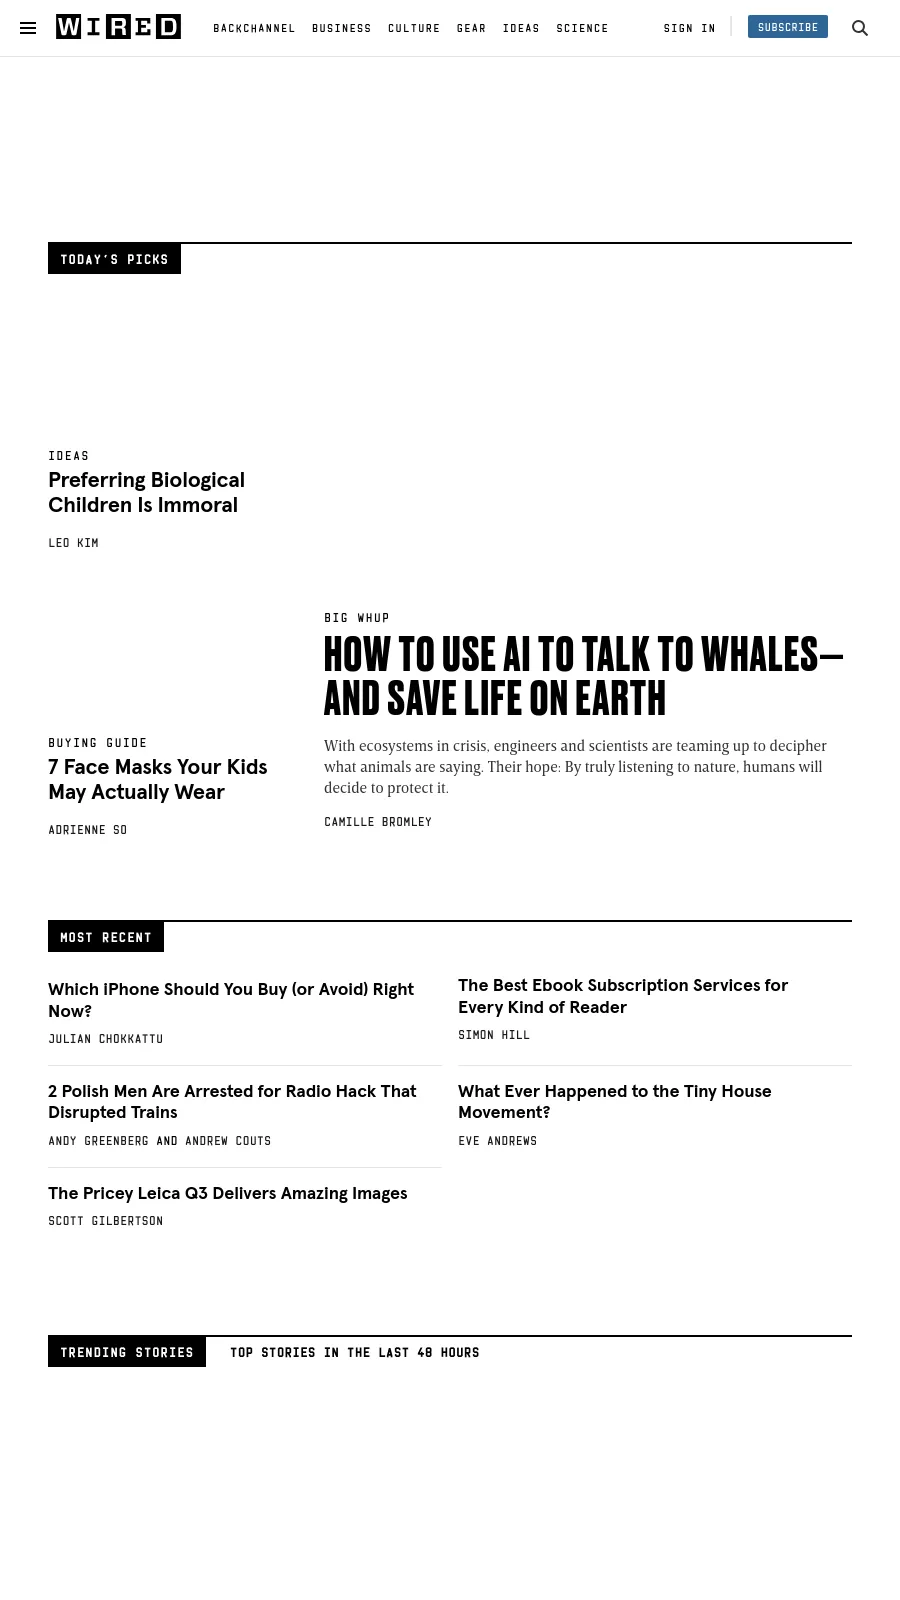 WIRED
BACKCHANNEL BUSINESS CULTURE GEAR IDEAS SCIENCE
SIGN IN
SUBSCRIBE
TODAY'S PICKS
IDEAS
Preferring Biological
Children Is Immoral
LEO KIM
BUYING GUIDE
7 Face Masks Your Kids
May Actually Wear
ADRIENNE SO
BIG WHUP
HOW TO USE AI TO TALK TO WHALES—
AND SAVE LIFE ON EARTH
With ecosystems in crisis, engineers and scientists are teaming up to decipher
what animals are saying. Their hope: By truly listening to nature, humans will
decide to protect it.
CAMILLE BROMLEY
MOST RECENT
Which iPhone Should You Buy (or Avoid) Right
Now?
JULIAN CHOKKATTU
2 Polish Men Are Arrested for Radio Hack That
Disrupted Trains
ANDY GREENBERG AND ANDREW COUTS
The Pricey Leica Q3 Delivers Amazing Images
SCOTT GILBERTSON
The Best Ebook Subscription Services for
Every Kind of Reader
SIMON HILL
What Ever Happened to the Tiny House
Movement?
EVE ANDREWS
TRENDING STORIES
TOP STORIES IN THE LAST 48 HOURS